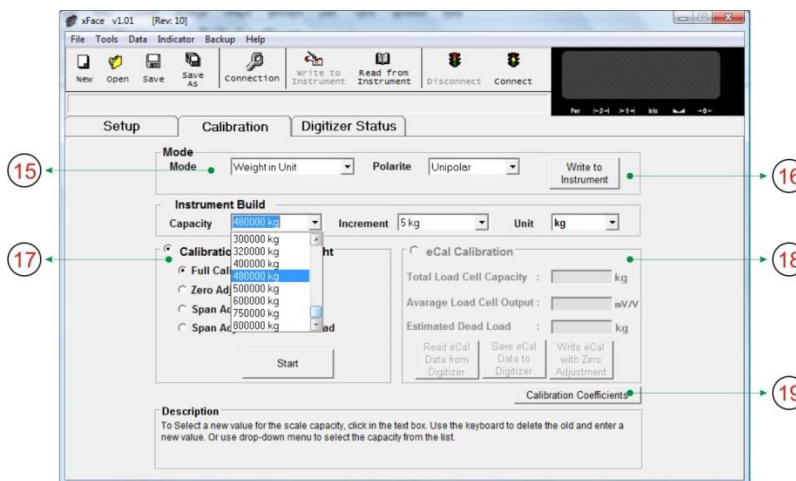 xFace v1.01 [Rev: 10]
File Tools Data Indicator Backup Help
New Open Save Save As Connection Write to Instrument Read from Instrument Disconnect Connect
Setup Calibration Digitizer Status
Mode
15 Mode Weight in Unit Polarite Unipolar Write to Instrument 16
Instrument Build
Capacity 480000 kg Increment 5 kg Unit kg
300000 kg
320000 kg
400000 kg
480000 kg
500000 kg
600000 kg
750000 kg
800000 kg
17 Full
Zero
Span
Span
Start
eCal Calibration 18
Total Load Cell Capacity : kg
Avarage Load Cell Output : mV/V
Estimated Dead Load : kg
Read eCal Data from Digitizer Save eCal Data to Digitizer Write eCal with Zero Adjustment
Calibration Coefficients 19
Description
To Select a new value for the scale capacity, click in the text box. Use the keyboard to delete the old and enter a
new value. Or use drop-down menu to select the capacity from the list.